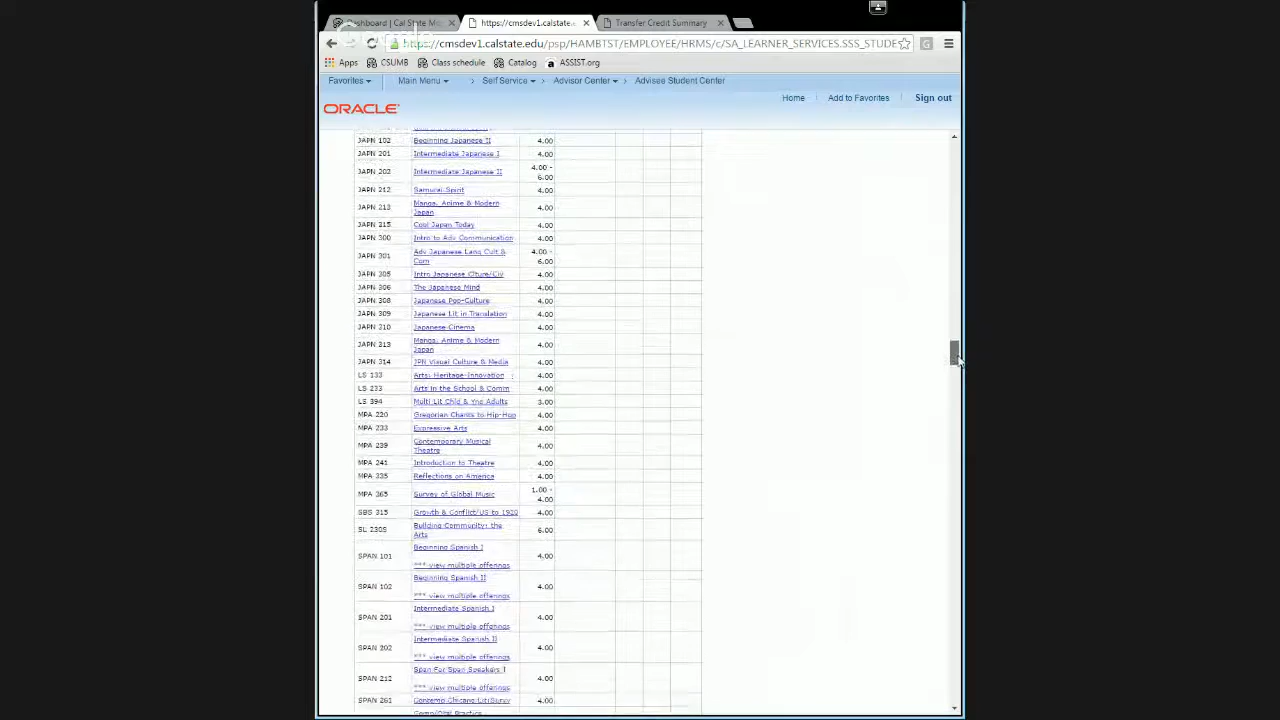 Dashboard | Cal State Mo
https://cmsdev1.calstate.edu
Transfer Credit Summary
https://cmsdev1.calstate.edu/psp/HAMBTST/EMPLOYEE/HRMS/c/SA_LEARNER_SERVICES.SSS_STUDE
Apps CSUMB Class schedule Catalog ASSIST.org
Favorites Main Menu > Self Service > Advisor Center > Advisee Student Center
Home Add to Favorites Sign out
ORACLE
JAPN 102 Beginning Japanese II 4.00
JAPN 201 Intermediate Japanese I 4.00
JAPN 202 Intermediate Japanese II 4.00 -
6.00
JAPN 212 Samurai Spirit 4.00
JAPN 213 Manga, Anime & Modern 4.00
Japan
JAPN 215 Cool Japan Today 4.00
JAPN 300 Intro to Adv Communication 4.00
JAPN 301 Adv Japanese Lang Cult & 4.00 -
Com 6.00
JAPN 305 Intro Japanese Clture/Civ 4.00
JAPN 306 The Japanese Mind 4.00
JAPN 308 Japanese Pop-Culture 4.00
JAPN 309 Japanese Lit in Translation 4.00
JAPN 210 Japanese Cinema 4.00
JAPN 313 Manga, Anime & Modern 4.00
Japan
JAPN 314 JPN Visual Culture & Media 4.00
LS 133 Arts: Heritage-Innovation 4.00
LS 233 Arts in the School & Comm 4.00
LS 394 Multi Lit Chld & Yng Adults 3.00
MPA 220 Gregorian Chants to Hip-Hop 4.00
MPA 233 Expressive Arts 4.00
MPA 239 Contemporary Musical 4.00
Theatre
MPA 241 Introduction to Theatre 4.00
MPA 335 Reflections on America 4.00
MPA 365 Survey of Global Music 1.00 -
4.00
SBS 315 Growth & Conflict/US to 1920 4.00
SL 230S Building Community: the 6.00
Arts
SPAN 101 Beginning Spanish I 4.00
*** view multiple offerings
SPAN 102 Beginning Spanish II 4.00
*** view multiple offerings
SPAN 201 Intermediate Spanish I 4.00
*** view multiple offerings
SPAN 202 Intermediate Spanish II 4.00
*** view multiple offerings
SPAN 212 Span For Span Speakers I 4.00
*** view multiple offerings
SPAN 261 Contemp Chicano Lit/Survy 4.00
Comp/Oral Practice